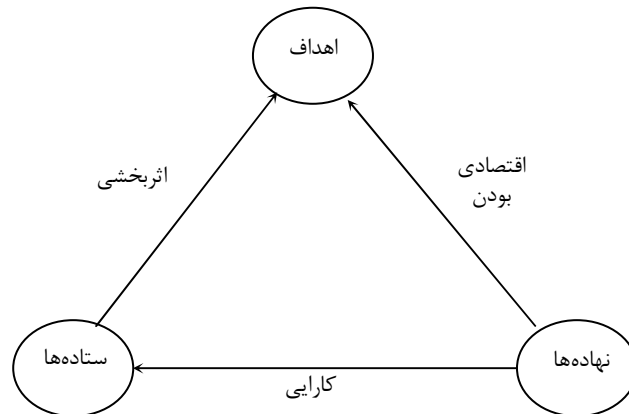 اهداف
اقتصادی
بودن
اثربخشی
نهاده‌ها
ستاده‌ها
کارایی